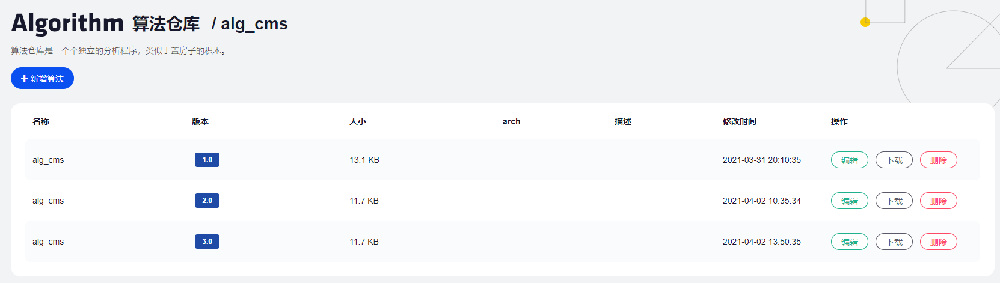 Algorithm 算法仓库 / alg_cms
算法仓库是一个个独立的分析程序，类似于盖房子的积木。
+ 新增算法
名称 版本 大小 arch 描述 修改时间 操作
alg_cms 1.0 13.1 KB 2021-03-31 20:10:35 编辑 下载 删除
alg_cms 2.0 11.7 KB 2021-04-02 10:35:34 编辑 下载 删除
alg_cms 3.0 11.7 KB 2021-04-02 13:50:35 编辑 下载 删除